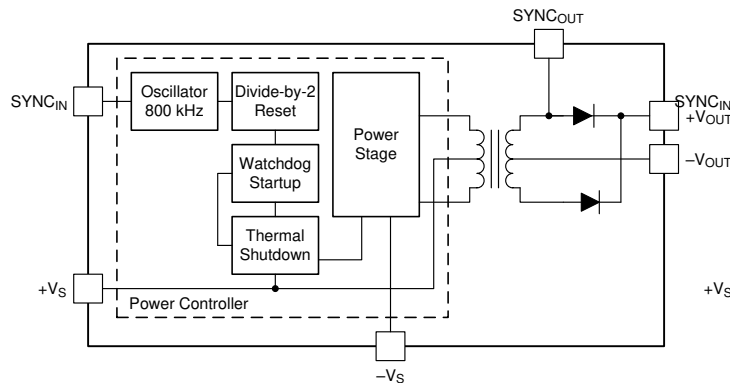 SYNCOUT
SYNCIN
Oscillator
800 kHz
Divide-by-2
Reset
Watchdog
Startup
Thermal
Shutdown
Power
Stage
SYNCIN
+VOUT
–VOUT
+VS
Power Controller
–VS
+VS